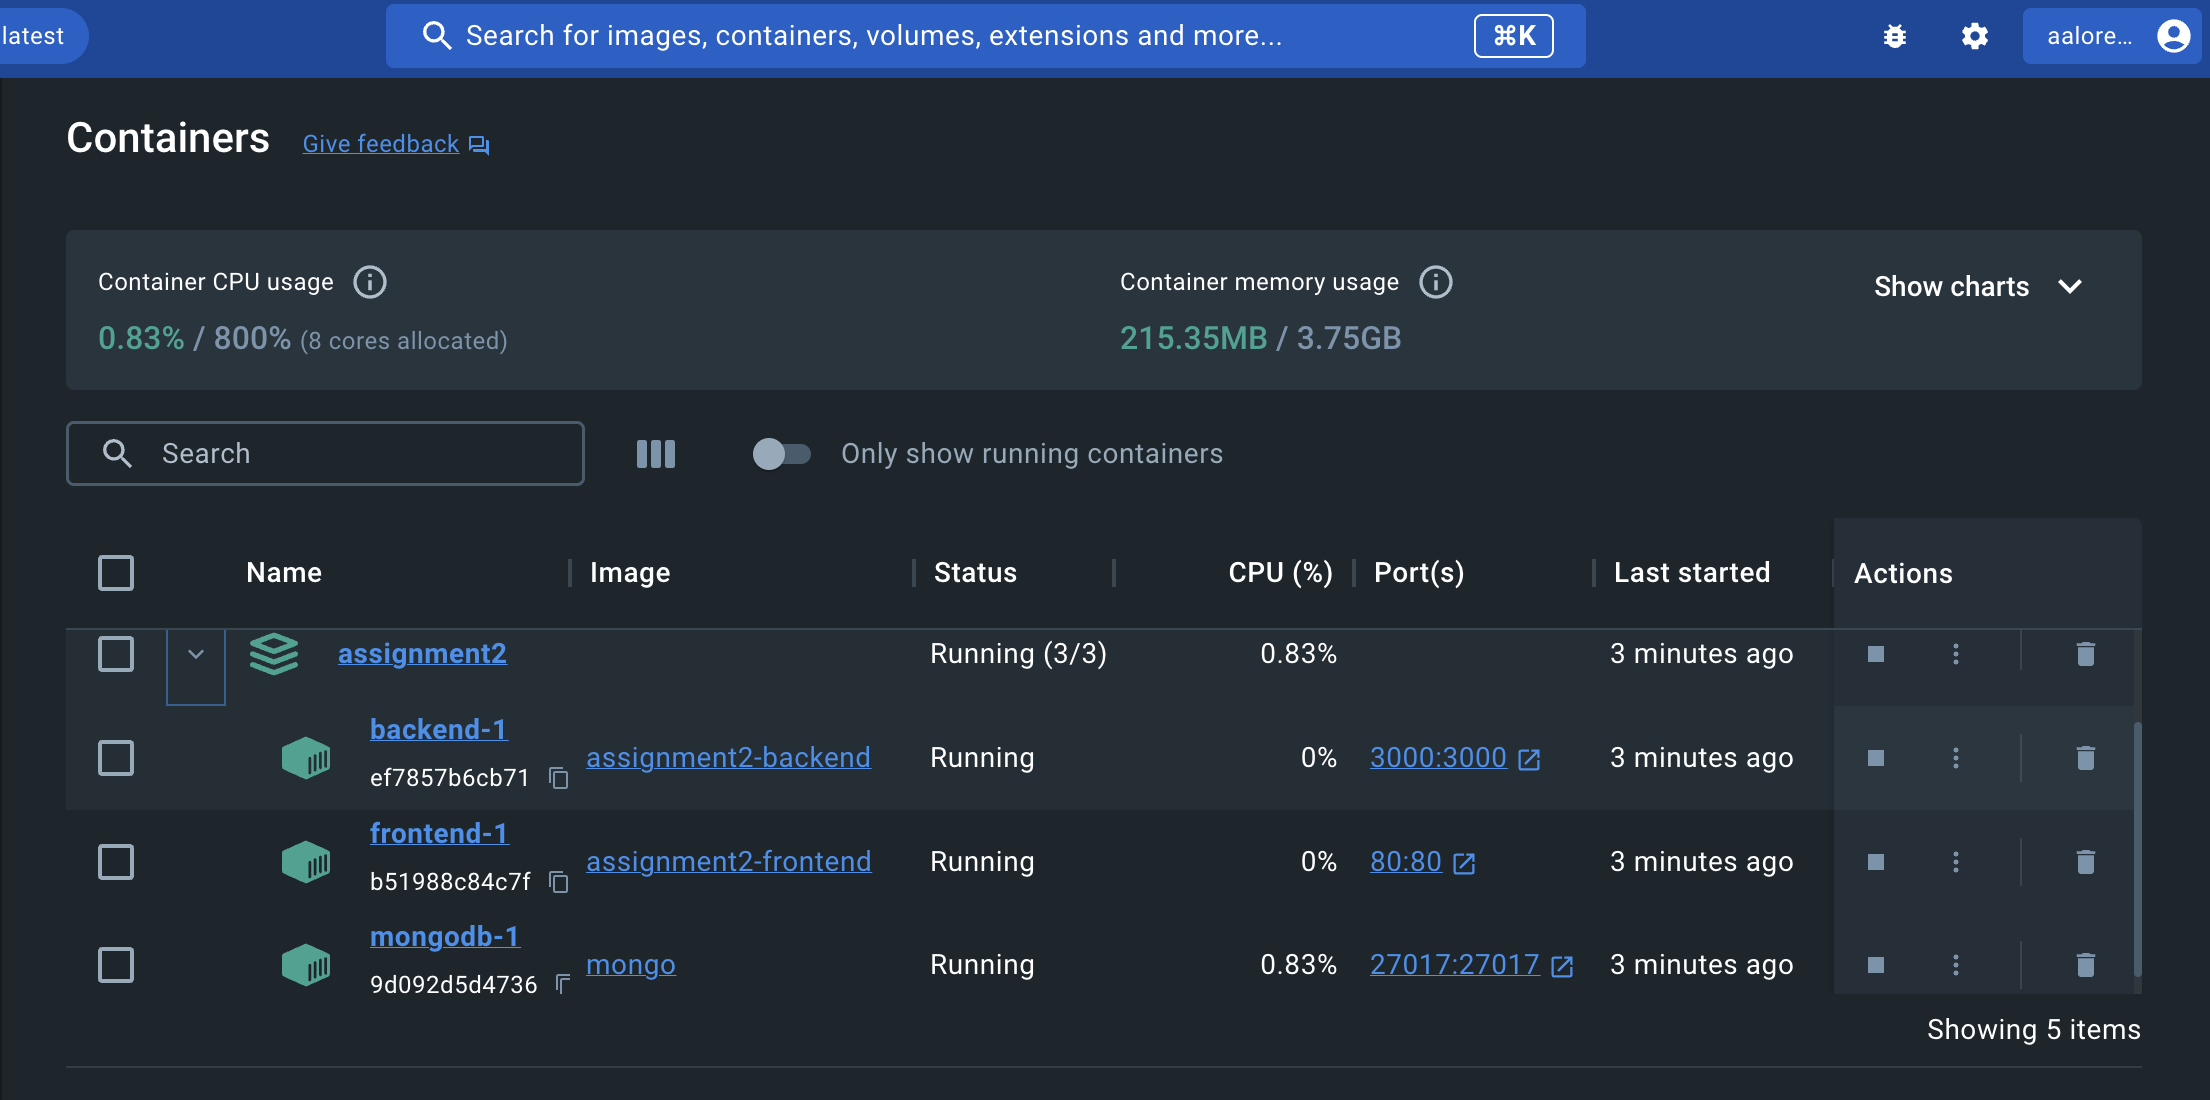 latest
Search for images, containers, volumes, extensions and more...
⌘K
aalore...
Containers
Give feedback
Container CPU usage
0.83% / 800% (8 cores allocated)
Container memory usage
215.35MB / 3.75GB
Show charts
Search
Only show running containers
Name
Image
Status
CPU (%)
Port(s)
Last started
Actions
assignment2
Running (3/3)
0.83%
3 minutes ago
backend-1
ef7857b6cb71
assignment2-backend
Running
0%
3000:3000
3 minutes ago
frontend-1
b51988c84c7f
assignment2-frontend
Running
0%
80:80
3 minutes ago
mongodb-1
9d092d5d4736
mongo
Running
0.83%
27017:27017
3 minutes ago
Showing 5 items